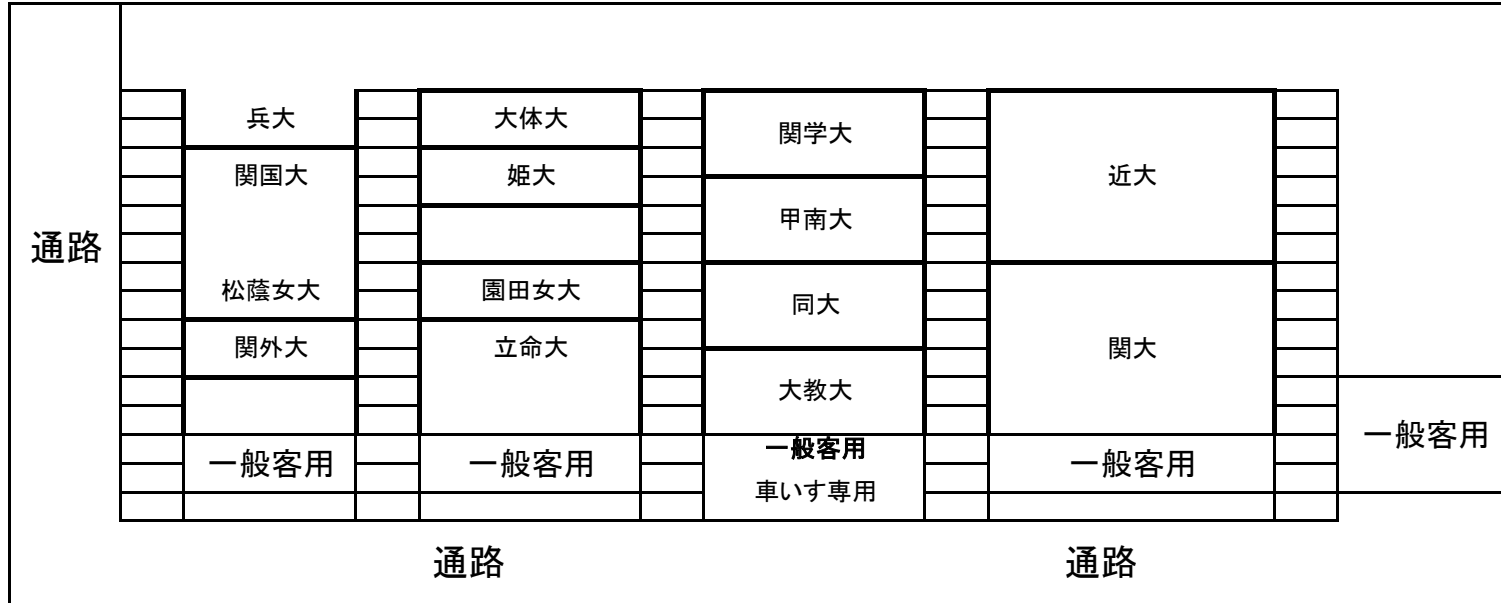 兵大
大体大
関学大
近大
関国大
姫大
甲南大
通路
松蔭女大
園田女大
同大
関外大
立命大
関大
大教大
一般客用
一般客用
一般客用
車いす専用
一般客用
一般客用
通路
通路